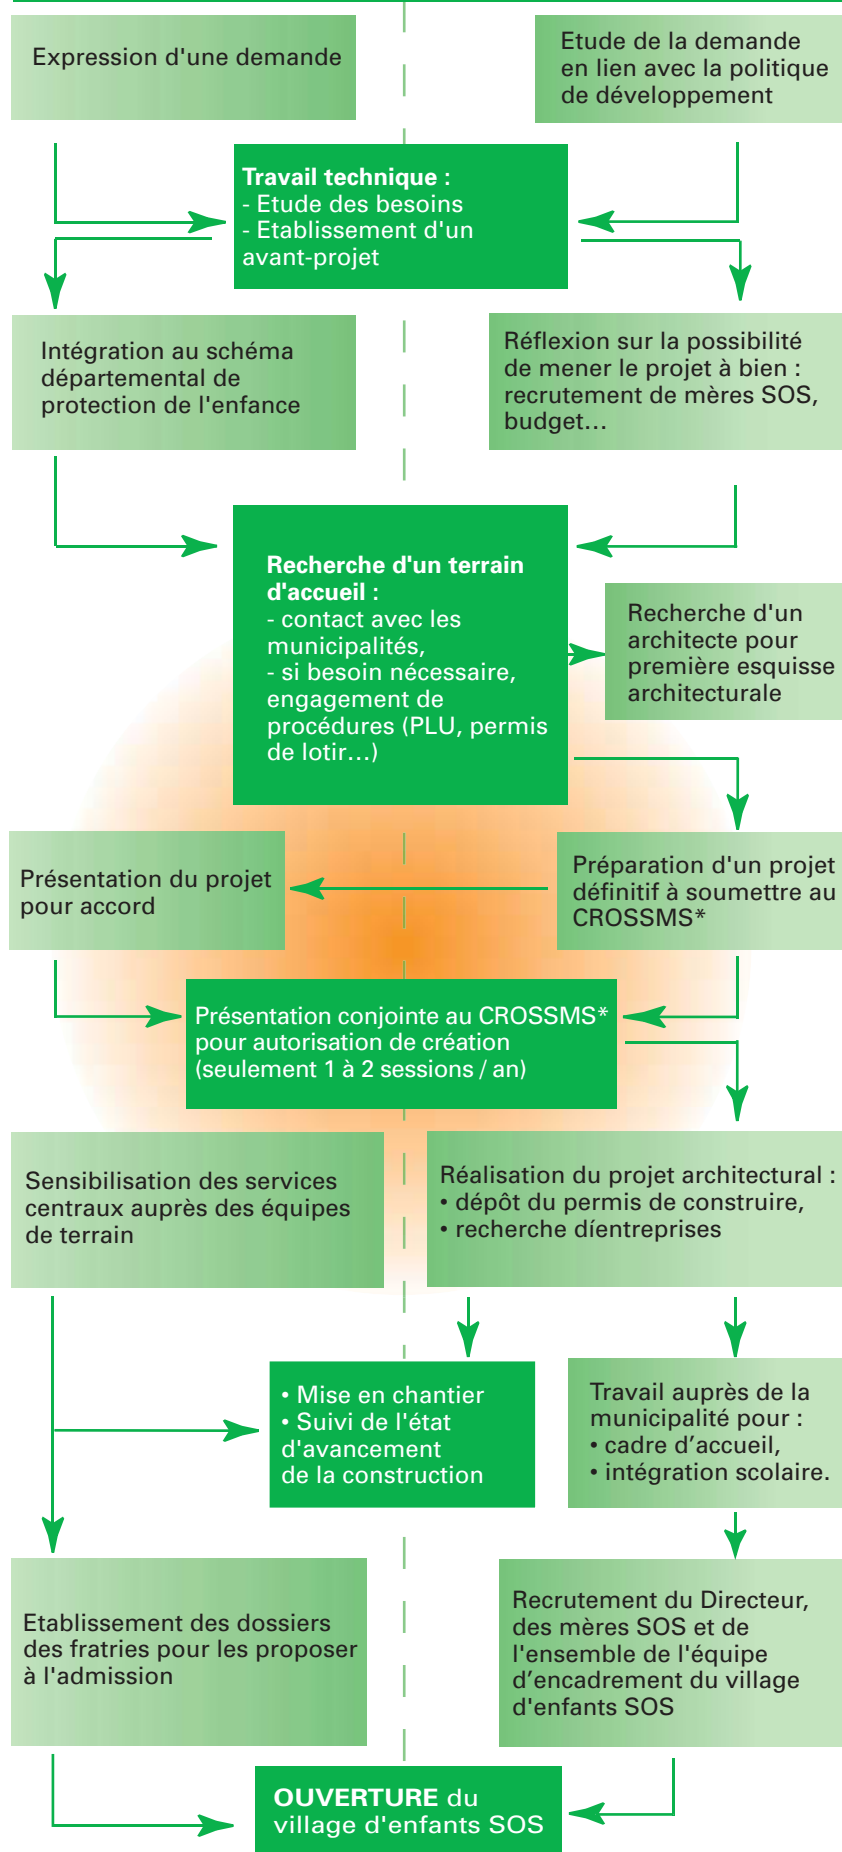 Expression d'une demande
Etude de la demande
en lien avec la politique
de développement
Travail technique :
- Etude des besoins
- Etablissement d'un
avant-projet
Intégration au schéma
départemental de
protection de l'enfance
Réflexion sur la possibilité
de mener le projet à bien :
recrutement de mères SOS,
budget...
Recherche d'un terrain
d'accueil :
- contact avec les
municipalités,
- si besoin nécessaire,
engagement de
procédures (PLU, permis
de lotir...)
Recherche d'un
architecte pour
première esquisse
architecturale
Présentation du projet
pour accord
Préparation d'un projet
définitif à soumettre au
CROSSMS*
Présentation conjointe au CROSSMS*
pour autorisation de création
(seulement 1 à 2 sessions / an)
Sensibilisation des services
centraux auprès des équipes
de terrain
Réalisation du projet architectural :
• dépôt du permis de construire,
• recherche díentreprises
• Mise en chantier
• Suivi de l'état
d'avancement
de la construction
Travail auprès de la
municipalité pour :
• cadre d’accueil,
• intégration scolaire.
Etablissement des dossiers
des fratries pour les proposer
à l'admission
Recrutement du Directeur,
des mères SOS et de
l'ensemble de l'équipe
d’encadrement du village
d'enfants SOS
OUVERTURE du
village d'enfants SOS